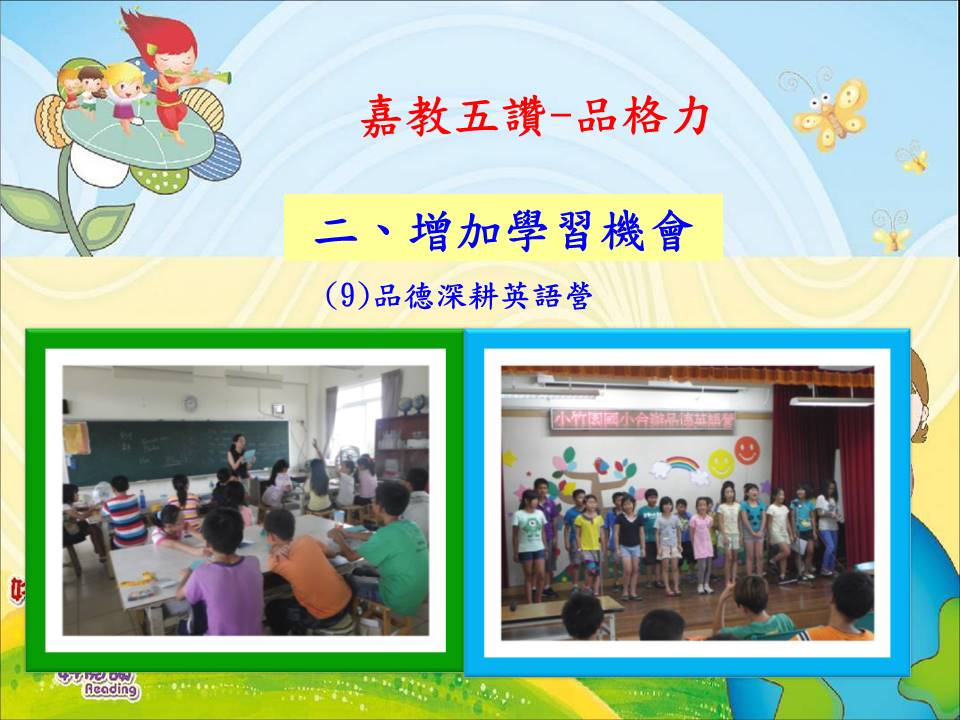 嘉教五讚-品格力
二、增加學習機會
(9)品德深耕英語營
小竹園國小合辦品德英語營
Reading